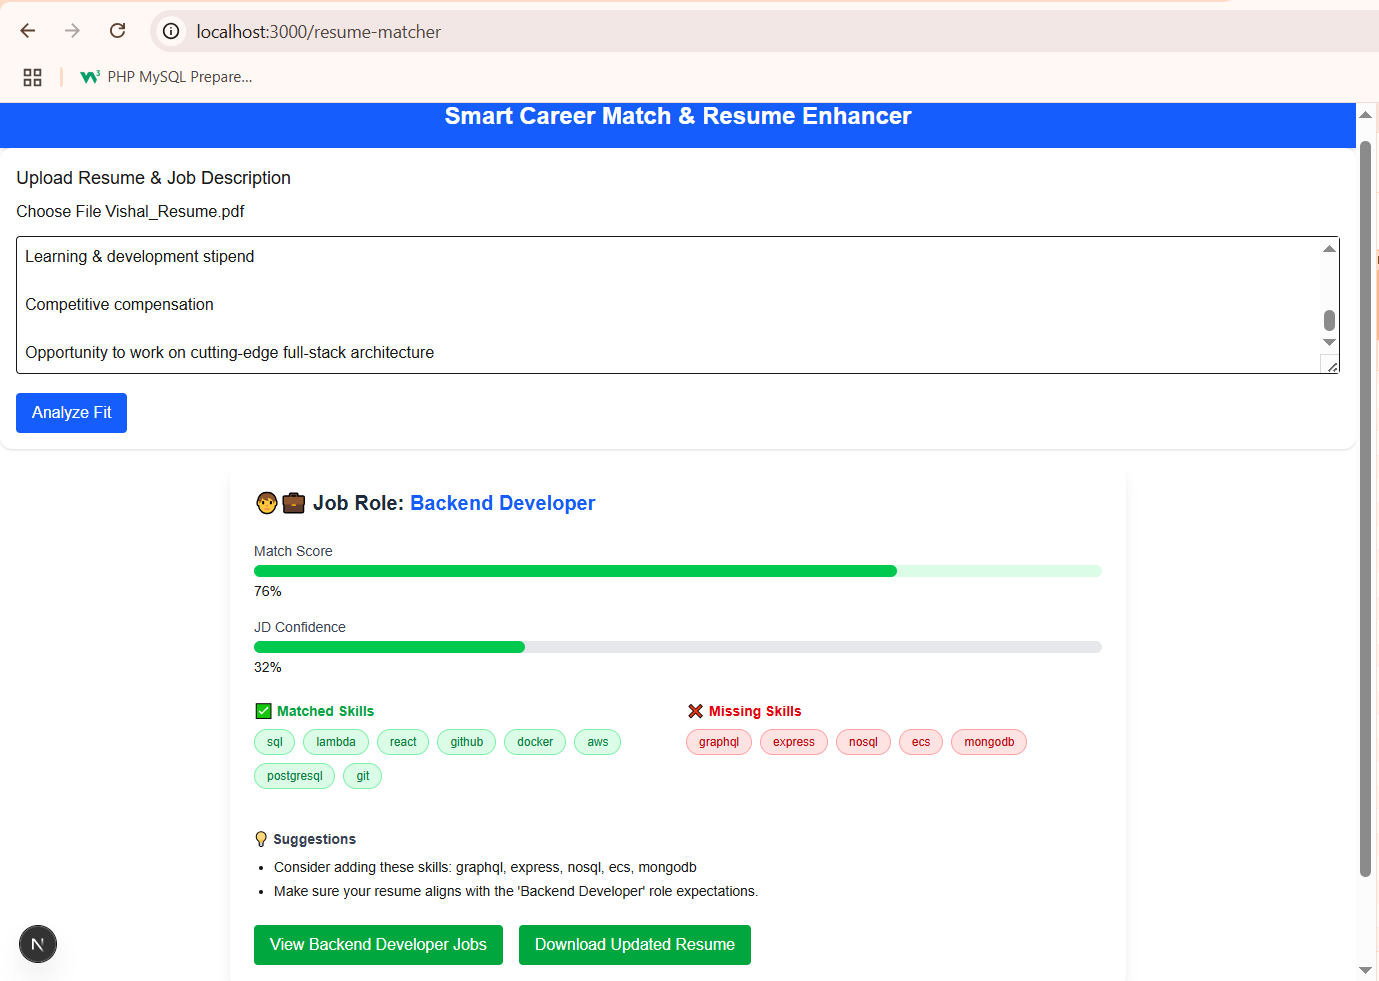 localhost:3000/resume-matcher
PHP MySQL Prepare...
Smart Career Match & Resume Enhancer
Upload Resume & Job Description
Choose File Vishal_Resume.pdf
Learning & development stipend
Competitive compensation
Opportunity to work on cutting-edge full-stack architecture
Analyze Fit
Job Role: Backend Developer
Match Score
76%
JD Confidence
32%
Matched Skills
sql lambda react github docker aws
postgresql git
Missing Skills
graphql express nosql ecs mongodb
Suggestions
• Consider adding these skills: graphql, express, nosql, ecs, mongodb
• Make sure your resume aligns with the 'Backend Developer' role expectations.
View Backend Developer Jobs Download Updated Resume
N